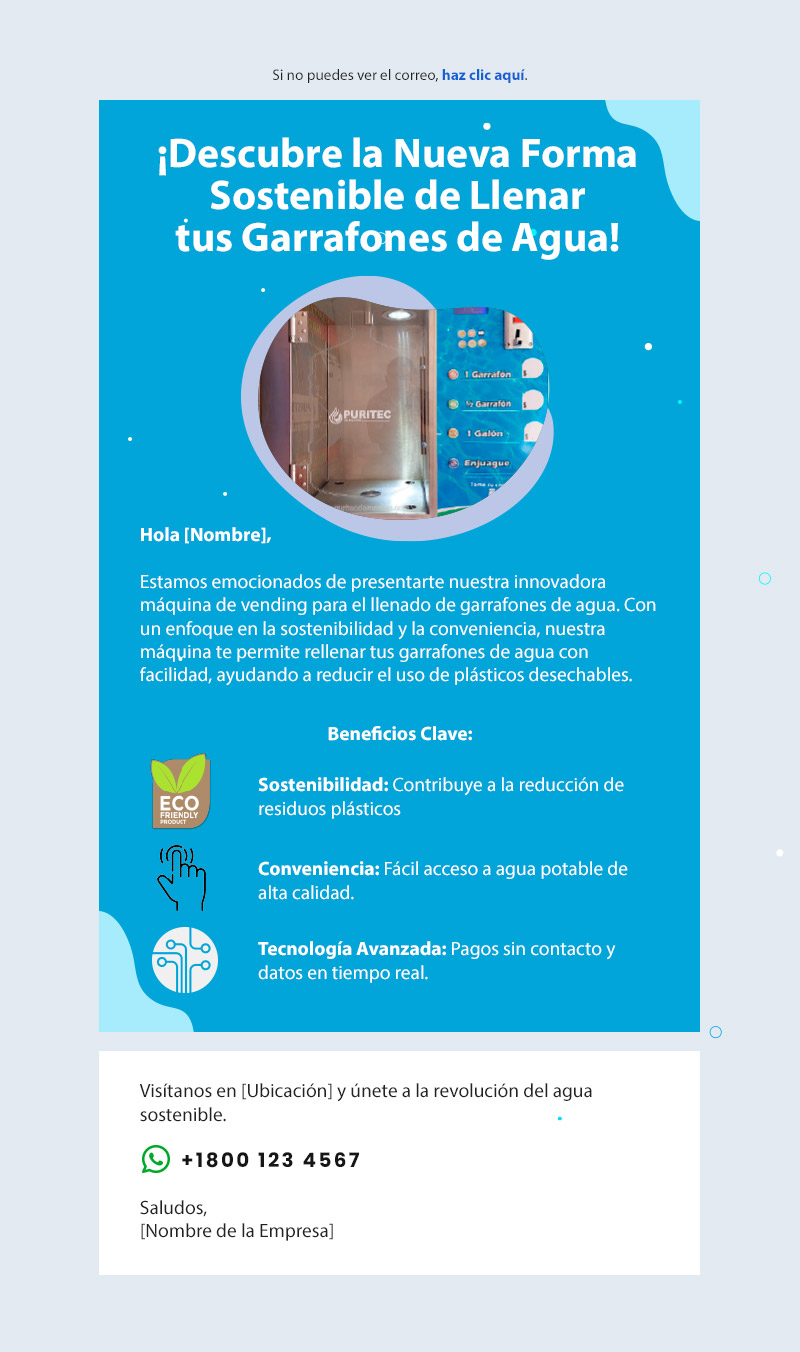 Si no puedes ver el correo, haz clic aquí.
¡Descubre la Nueva Forma
Sostenible de Llenar
tus Garrafones de Agua!
PURITEC
1 Garrafón
½ Garrafón
1 Galón
Enjuague
$
$
$
Hola [Nombre],
Estamos emocionados de presentarte nuestra innovadora
máquina de vending para el llenado de garrafones de agua. Con
un enfoque en la sostenibilidad y la conveniencia, nuestra
máquina te permite rellenar tus garrafones de agua con
facilidad, ayudando a reducir el uso de plásticos desechables.
Beneficios Clave:
ECO
FRIENDLY
PRODUCT
Sostenibilidad: Contribuye a la reducción de
residuos plásticos
Conveniencia: Fácil acceso a agua potable de
alta calidad.
Tecnología Avanzada: Pagos sin contacto y
datos en tiempo real.
Visítanos en [Ubicación] y únete a la revolución del agua
sostenible.
+1800 123 4567
Saludos,
[Nombre de la Empresa]